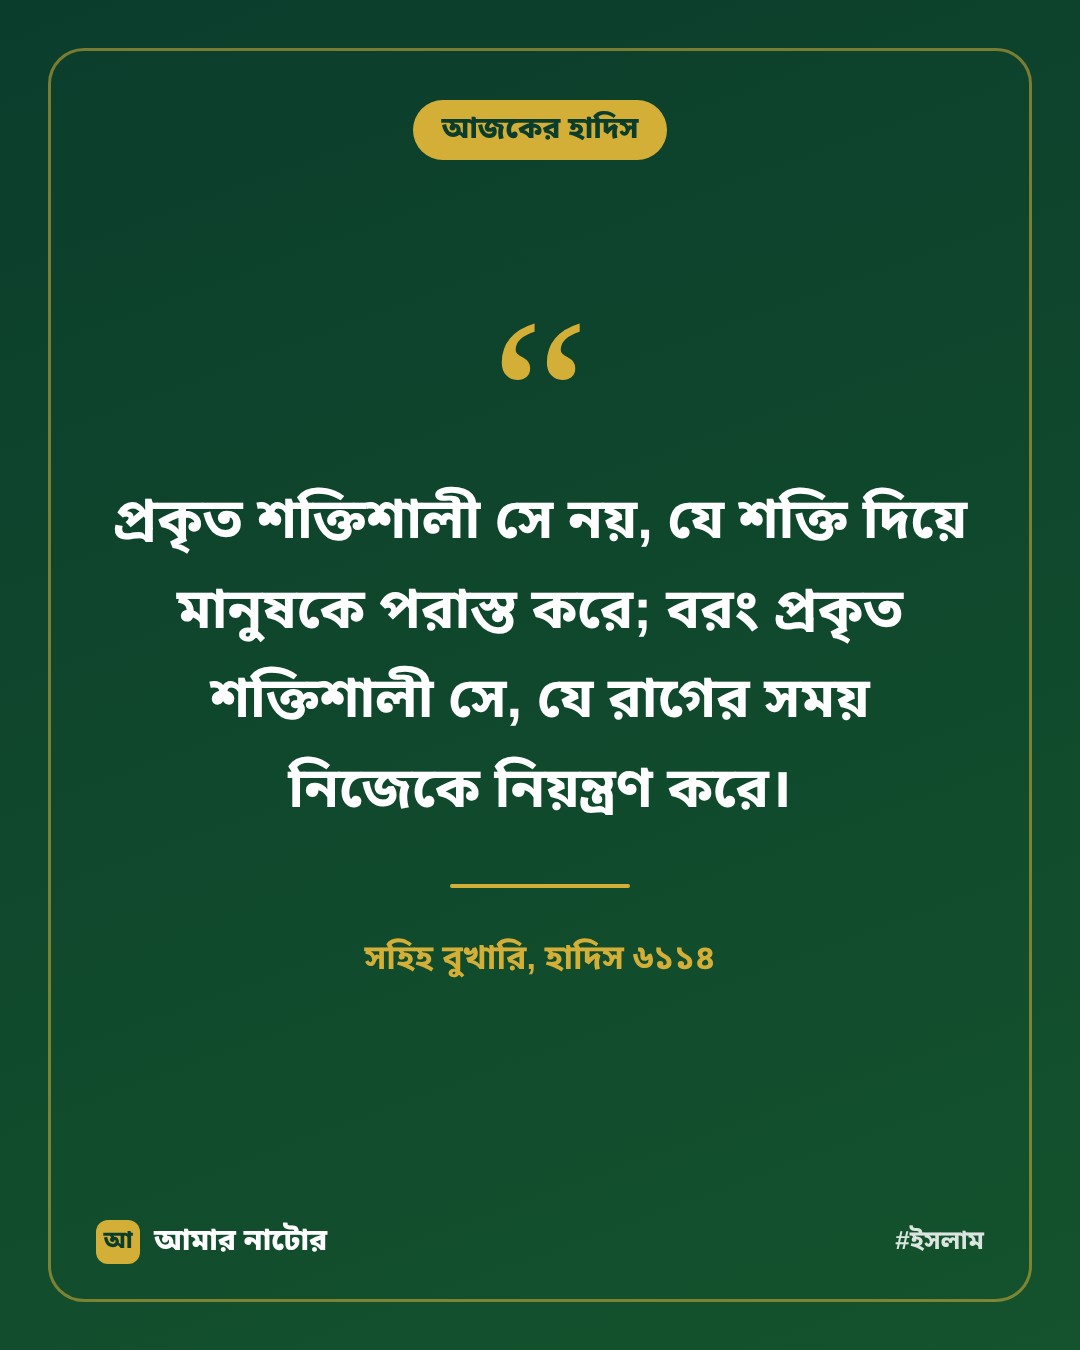 আজকের হাদিস
“
প্রকৃত শক্তিশালী সে নয়, যে শক্তি দিয়ে
মানুষকে পরাস্ত করে; বরং প্রকৃত
শক্তিশালী সে, যে রাগের সময়
নিজেকে নিয়ন্ত্রণ করে।
সহিহ বুখারি, হাদিস ৬১১৪
আ আমার নাটোর
#ইসলাম